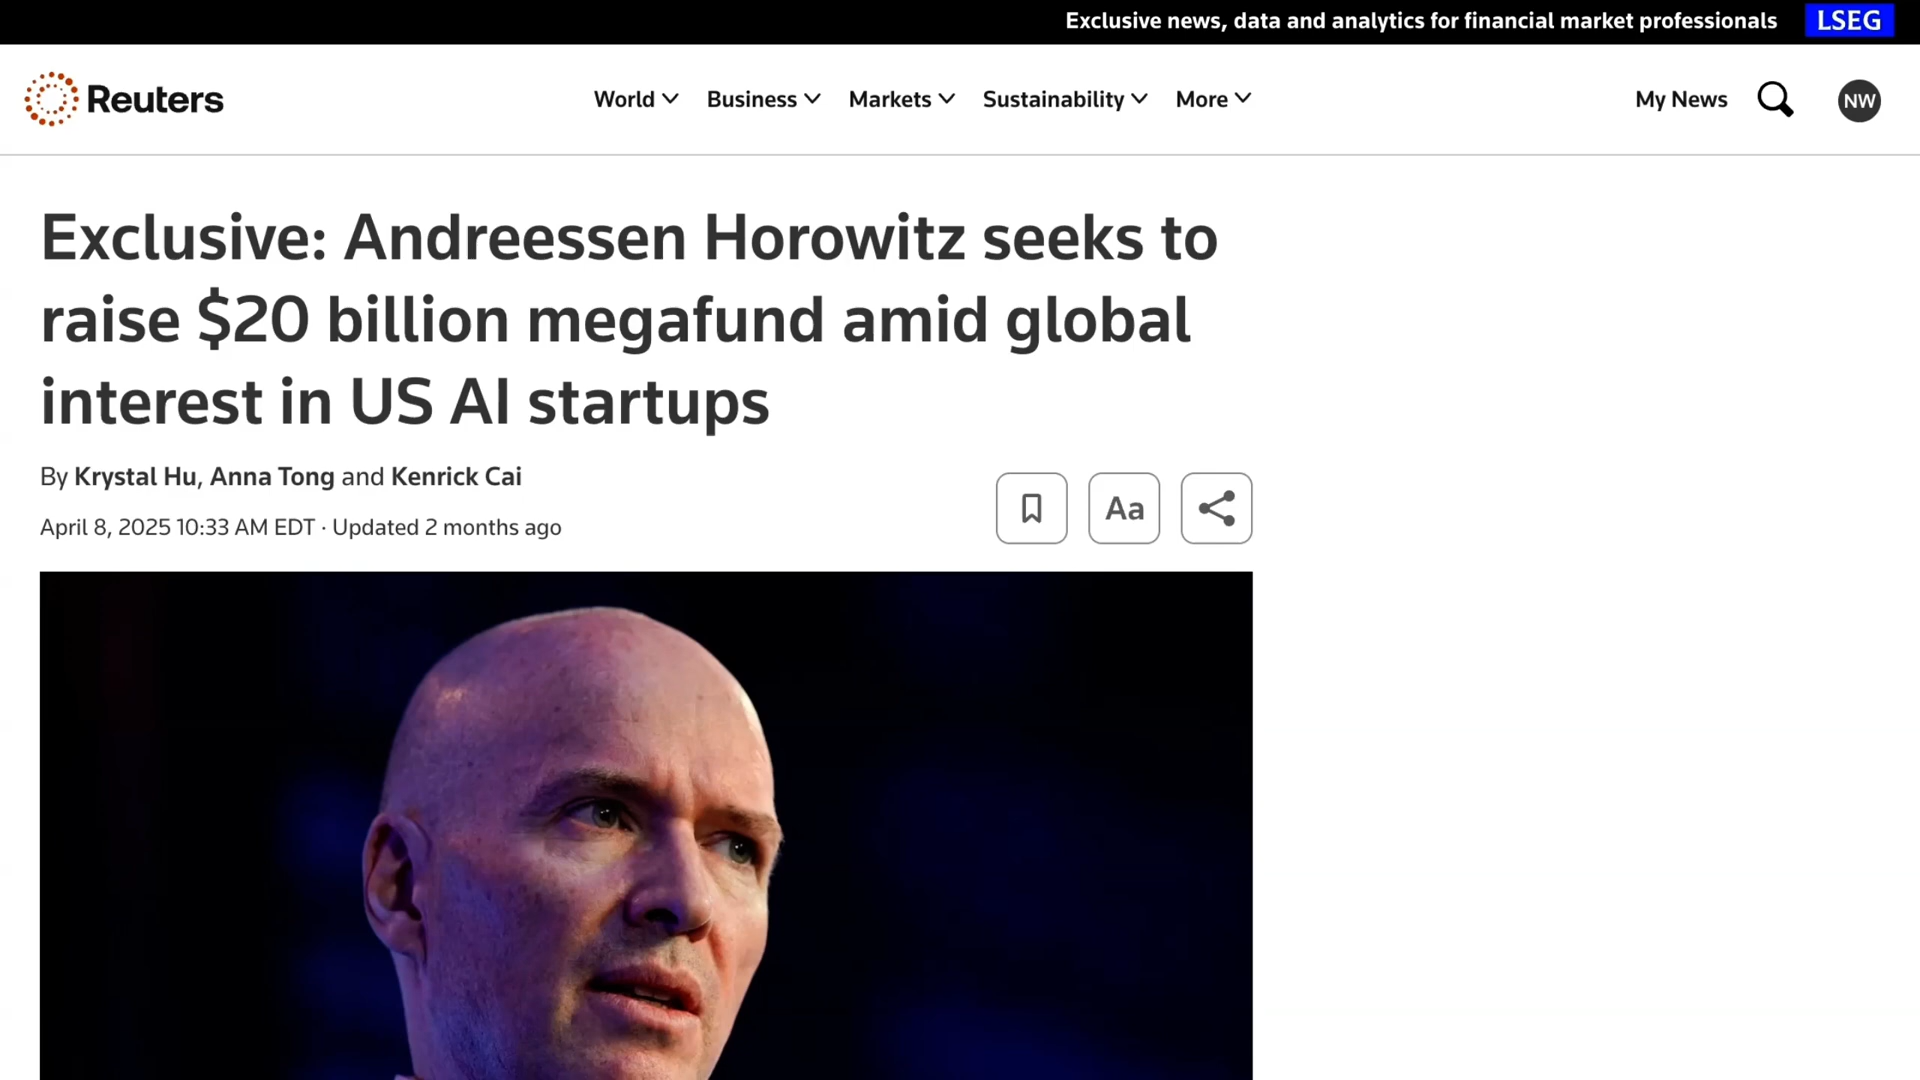 Exclusive news, data and analytics for financial market professionals LSEG
Reuters World Business Markets Sustainability More My News NW
Exclusive: Andreessen Horowitz seeks to
raise $20 billion megafund amid global
interest in US AI startups
By Krystal Hu, Anna Tong and Kenrick Cai
April 8, 2025 10:33 AM EDT · Updated 2 months ago
Aa